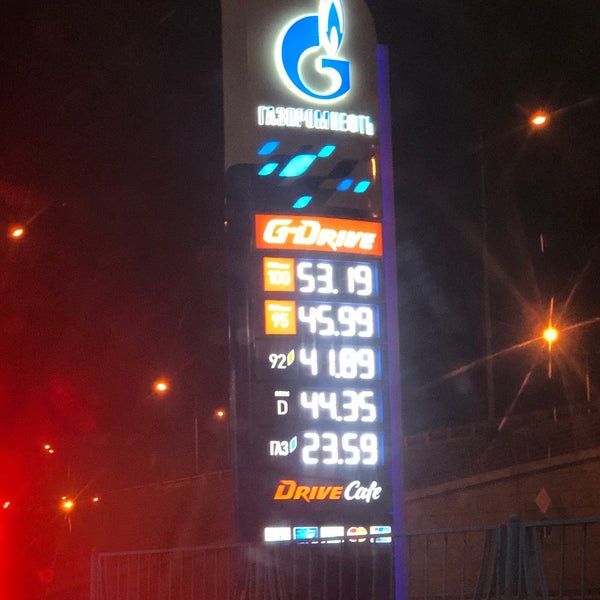 ГАЗПРОМНЕФТЬ
G-DRIVE
100 53.19
95 45.99
92 41.89
D 44.35
ГАЗ 23.59
DRIVE Cafe